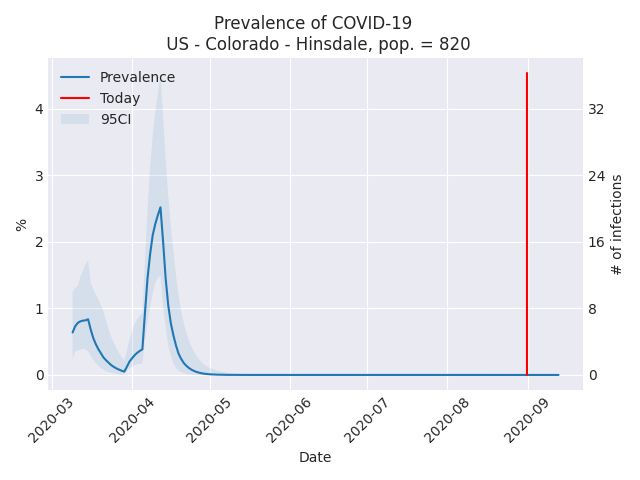 Prevalence of COVID-19
US - Colorado - Hinsdale, pop. = 820
Prevalence
Today
95CI
4
3
2
1
0
%
32
24
16
8
0
# of infections
2020-03
2020-04
2020-05
2020-06
2020-07
2020-08
2020-09
Date